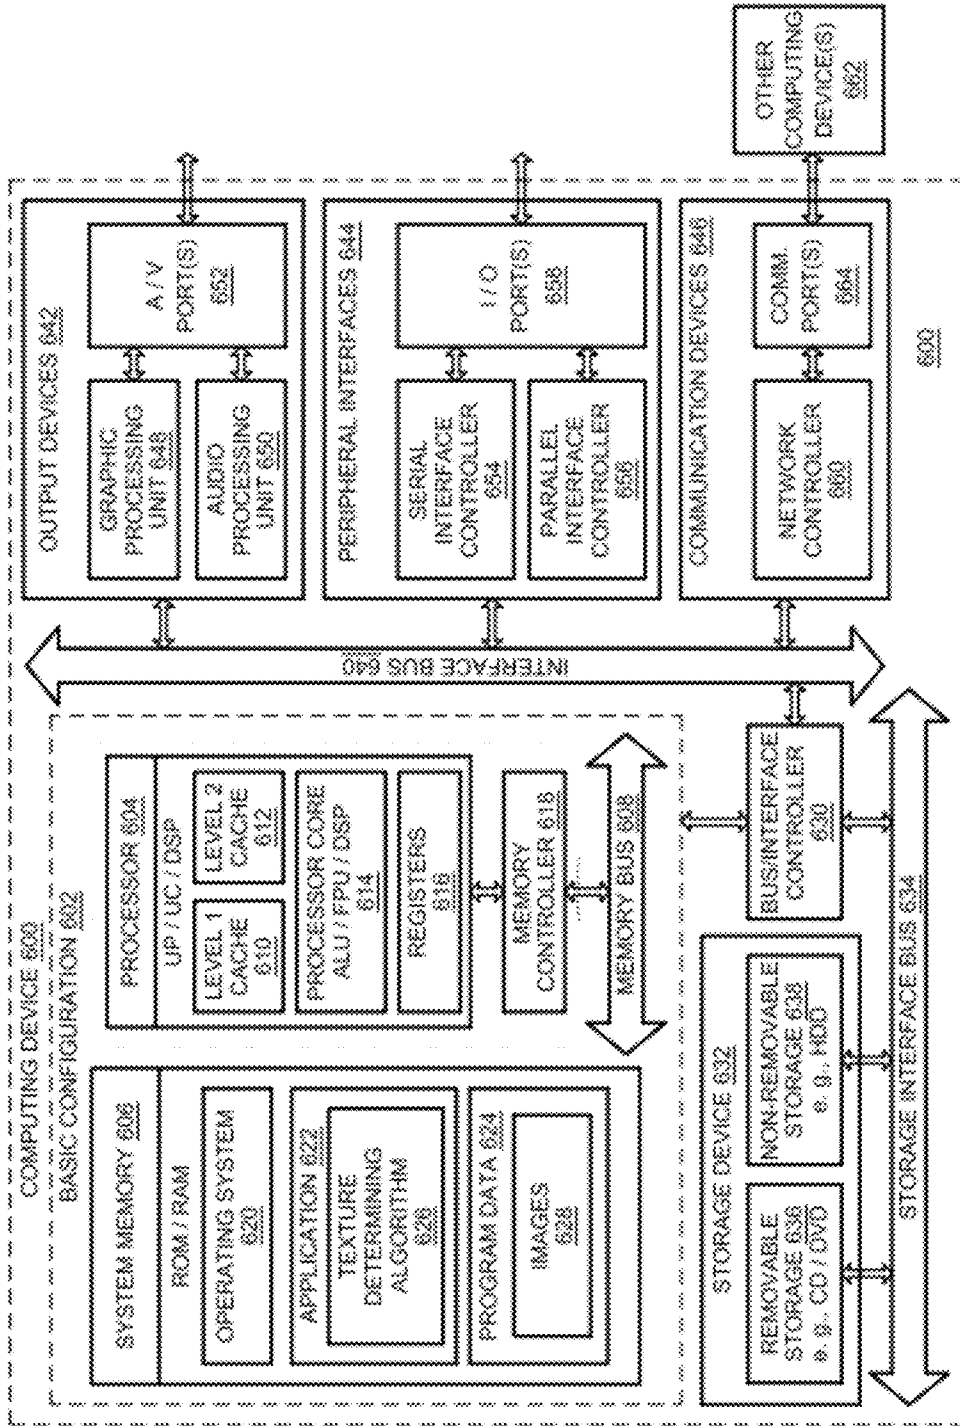 COMPUTING DEVICE 600
BASIC CONFIGURATION 602
SYSTEM MEMORY 606
ROM / RAM
OPERATING SYSTEM
620
APPLICATION 622
TEXTURE
DETERMINING
ALGORITHM
626
PROGRAM DATA 624
IMAGES
628
PROCESSOR 604
UP / UC / DSP
LEVEL 1
CACHE
610
LEVEL 2
CACHE
612
PROCESSOR CORE
ALU / FPU / DSP
614
REGISTERS
616
MEMORY
CONTROLLER 618
MEMORY BUS 608
STORAGE DEVICE 632
REMOVABLE
STORAGE 636
e. g., CD / DVD
NON-REMOVABLE
STORAGE 638
e. g., HDD
STORAGE INTERFACE BUS 634
BUS/INTERFACE
CONTROLLER
630
INTERFACE BUS 640
OUTPUT DEVICES 642
GRAPHIC
PROCESSING
UNIT 648
AUDIO
PROCESSING
UNIT 650
A / V
PORT(S)
652
PERIPHERAL INTERFACES 644
SERIAL
INTERFACE
CONTROLLER
654
PARALLEL
INTERFACE
CONTROLLER
656
I / O
PORT(S)
658
COMMUNICATION DEVICES 646
NETWORK
CONTROLLER
660
COMM.
PORT(S)
664
OTHER
COMPUTING
DEVICE(S)
662
600